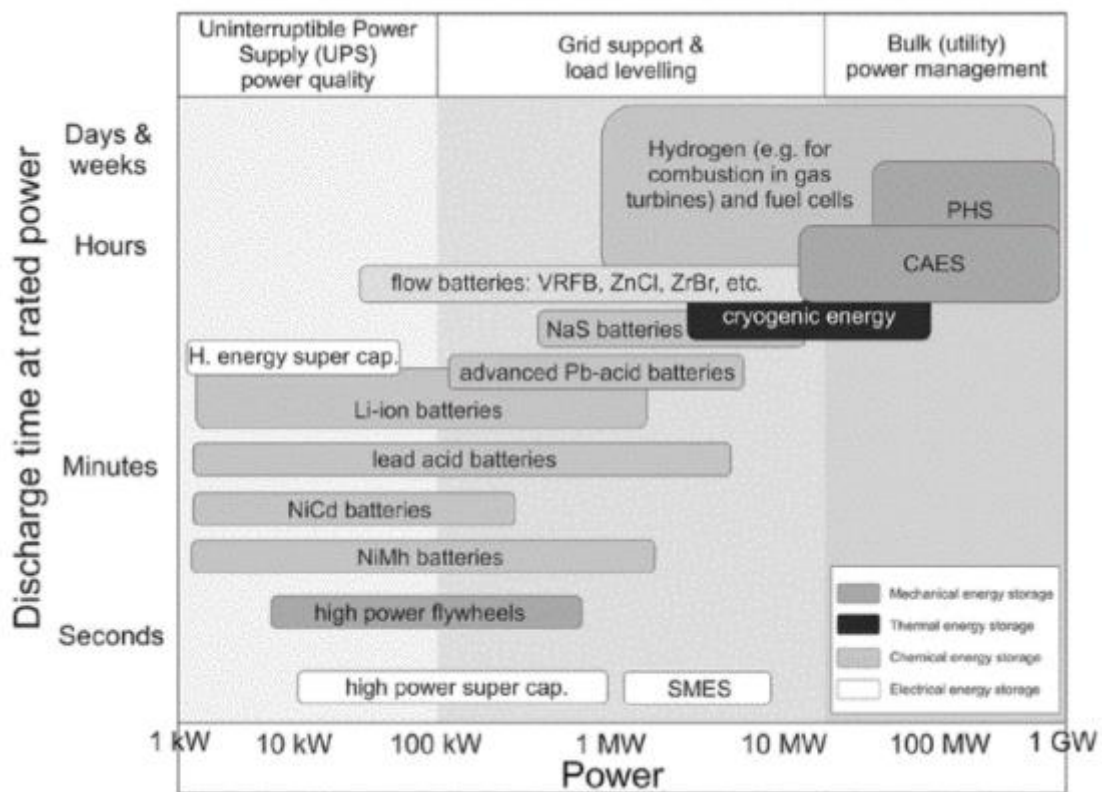 Uninterruptible Power
Supply (UPS)
power quality
Grid support &
load levelling
Bulk (utility)
power management
Discharge time at rated power
Days &
weeks
Hours
Minutes
Seconds
Hydrogen (e.g. for
combustion in gas
turbines) and fuel cells
PHS
CAES
flow batteries: VRFB, ZnCl, ZrBr, etc.
cryogenic energy
NaS batteries
H. energy super cap.
advanced Pb-acid batteries
Li-ion batteries
lead acid batteries
NiCd batteries
NiMh batteries
high power flywheels
high power super cap.
SMES
Mechanical energy storage
Thermal energy storage
Chemical energy storage
Electrical energy storage
1 kW
10 kW
100 kW
1 MW
10 MW
100 MW
1 GW
Power